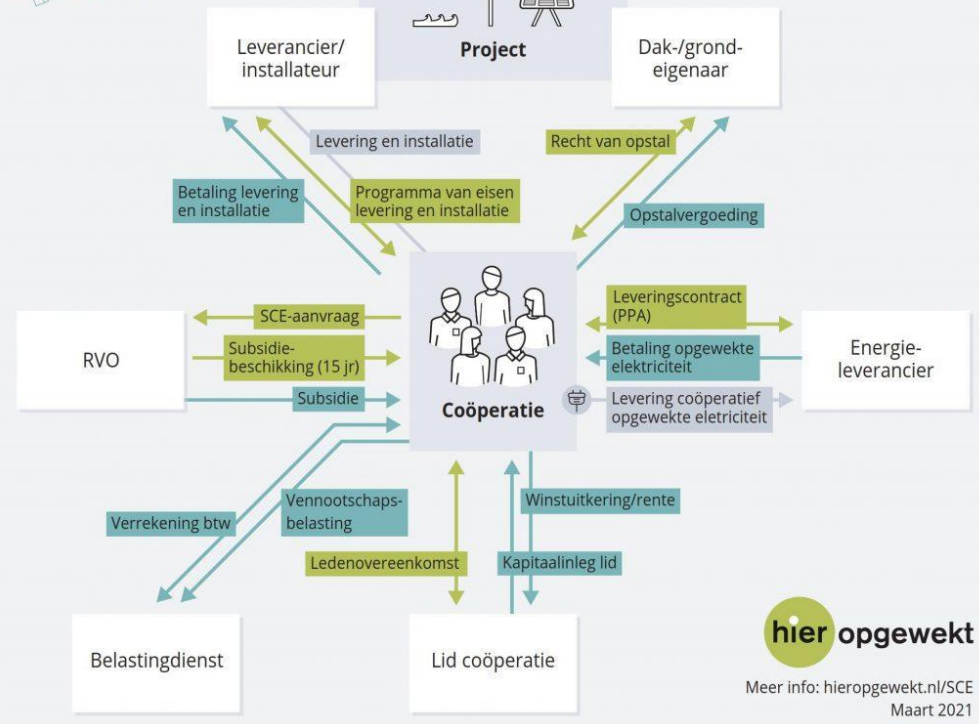 Project
Leverancier/
installateur
Dak-/grond-
eigenaar
Levering en installatie
Recht van opstal
Betaling levering
en installatie
Programma van eisen
levering en installatie
Opstalvergoeding
SCE-aanvraag
Subsidie-
beschikking (15 jr)
Subsidie
RVO
Coöperatie
Leveringscontract
(PPA)
Betaling opgewekte
elektriciteit
Levering coöperatief
opgewekte eletriciteit
Energie-
leverancier
Verrekening btw
Vennootschaps-
belasting
Winstuitkering/rente
Ledenovereenkomst
Kapitaalinleg lid
Belastingdienst
Lid coöperatie
hier opgewekt
Meer info: hieropgewekt.nl/SCE
Maart 2021